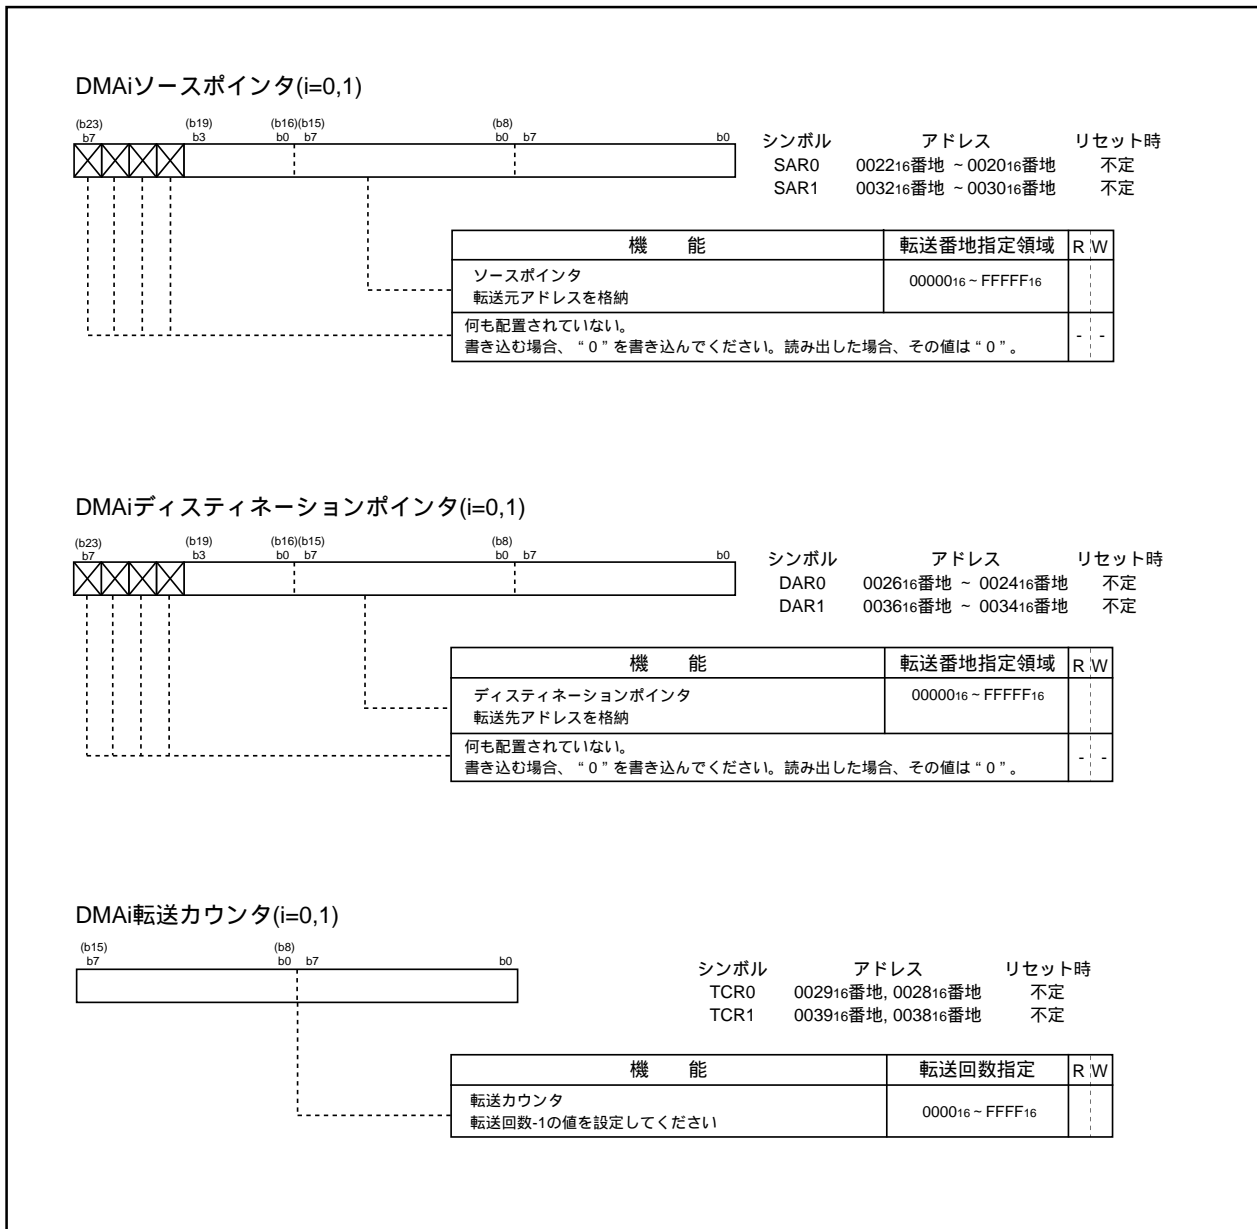 DMAiソースポインタ(i=0,1)
(b23) (b19) (b16)(b15) (b8)
b7 b3 b0 b7 b0 b7 b0
シンボル アドレス リセット時
SAR0 002216番地 ~ 002016番地 不定
SAR1 003216番地 ~ 003016番地 不定
機 能 転送番地指定領域 R W
ソースポインタ 0000016 ~ FFFFF16
転送元アドレスを格納
何も配置されていない。
書き込む場合、“0”を書き込んでください。読み出した場合、その値は“0”。 - -
DMAiディスティネーションポインタ(i=0,1)
(b23) (b19) (b16)(b15) (b8)
b7 b3 b0 b7 b0 b7 b0
シンボル アドレス リセット時
DAR0 002616番地 ~ 002416番地 不定
DAR1 003616番地 ~ 003416番地 不定
機 能 転送番地指定領域 R W
ディスティネーションポインタ 0000016 ~ FFFFF16
転送先アドレスを格納
何も配置されていない。
書き込む場合、“0”を書き込んでください。読み出した場合、その値は“0”。 - -
DMAi転送カウンタ(i=0,1)
(b15) (b8)
b7 b0 b7 b0
シンボル アドレス リセット時
TCR0 002916番地, 002816番地 不定
TCR1 003916番地, 003816番地 不定
機 能 転送回数指定 R W
転送カウンタ 000016 ~ FFFF16
転送回数-1の値を設定してください